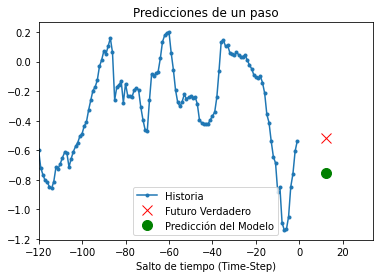 Predicciones de un paso
0.2
0.0
−0.2
−0.4
−0.6
−0.8
−1.0
−1.2
Historia
Futuro Verdadero
Predicción del Modelo
−120 −100 −80 −60 −40 −20 0 20
Salto de tiempo (Time-Step)